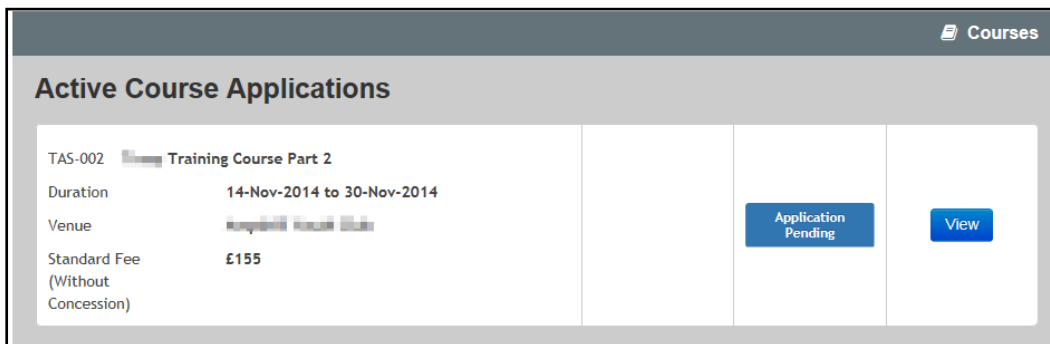 Courses
Active Course Applications
TAS-002 Training Course Part 2
Duration 14-Nov-2014 to 30-Nov-2014
Venue
Standard Fee £155
(Without
Concession)
Application
Pending
View